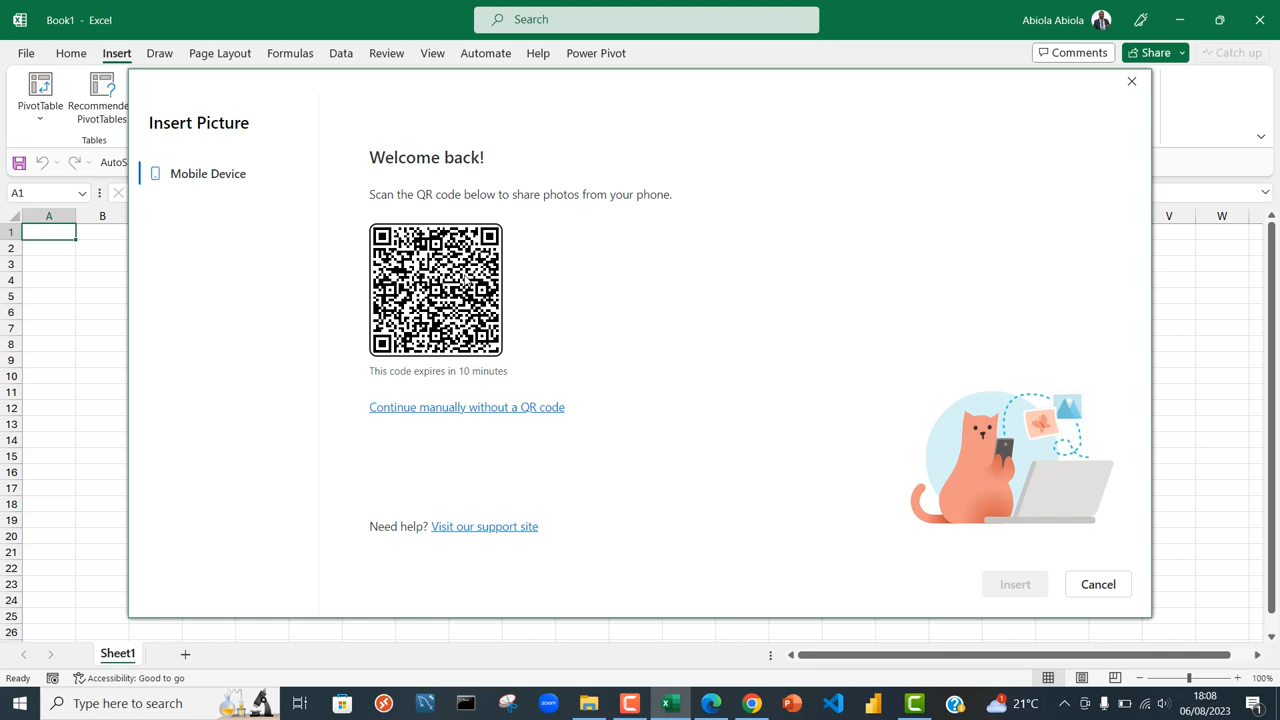 Book1 - Excel
Search
Abiola Abiola
File Home Insert Draw Page Layout Formulas Data Review View Automate Help Power Pivot
Comments Share Catch up
PivotTable
Recommende
PivotTables
Tables
AutoS
A1
A B V W
1
2
3
4
5
6
7
8
9
10
11
12
13
14
15
16
17
18
19
20
21
22
23
24
25
26
Insert Picture
Mobile Device
Welcome back!
Scan the QR code below to share photos from your phone.
This code expires in 10 minutes
Continue manually without a QR code
Need help? Visit our support site
Insert Cancel
Sheet1
Ready Accessibility: Good to go 100%
Type here to search
zoom
1
21°C
18:08
06/08/2023
1